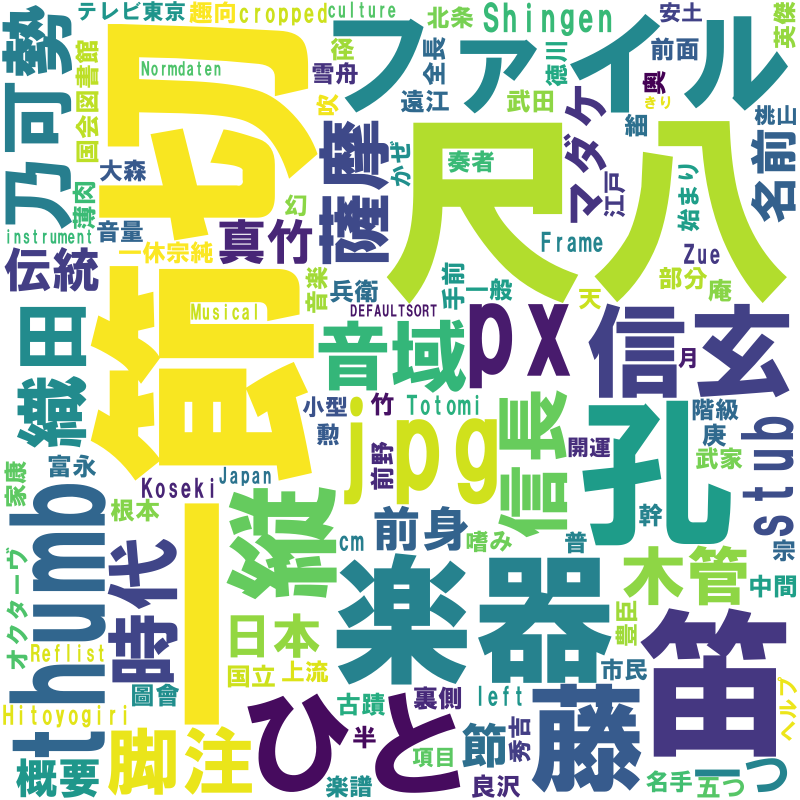 テレビ東京
趣向
cropped
culture
北条
Shingen
安土
英傑
乃可勢
国会図書館
一節切
Normdaten
ファイル
径
雪舟
全長
徳川
前面
吹
遠江
武田
奥
きり
桃山
細
マダケ
名前
大森
薩摩
かぜ
奏者
尺八
江戸
始まり
薄肉
幻
instrument
音量
一休宗純
真竹
Frame
Zue
伝統
音楽
兵衛
手前
一般
天
部分
庵
Musical
DEFAULTSORT
px
信玄
月
織田
音域
小型
竹
Totomi
信長
孔
階級
庚
stub
勲
jpg
前野
開運
武家
富永
家康
Koseki
Japan
縦
根本
thumb
時代
cm
前身
嗜み
普
幹
宗
オクターヴ
楽器
木管
中間
Reflist
日本
豊臣
笛
国立
上流
市民
圖會
Hitoyogiri
古蹟
裏側
left
ヘルプ
脚注
ひと
半
節
秀吉
藤
一つ
項目
概要
楽譜
良沢
名手
五つ